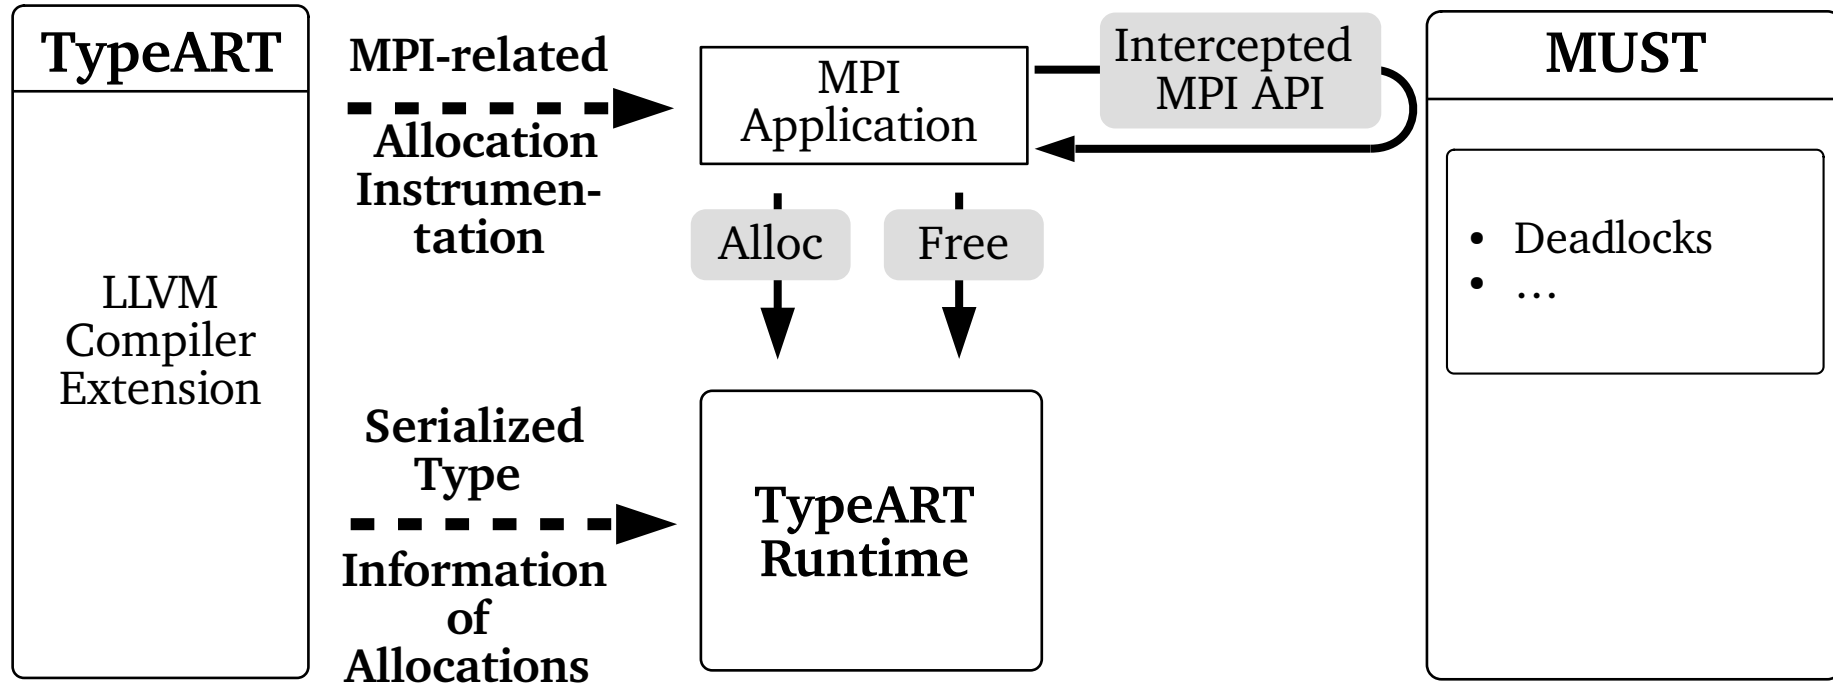 TypeART
LLVM
Compiler
Extension
MPI-related
Allocation
Instrumen-
tation
Serialized
Type
Information
of
Allocations
MPI
Application
Intercepted
MPI API
Alloc
Free
TypeART
Runtime
MUST
• Deadlocks
• …